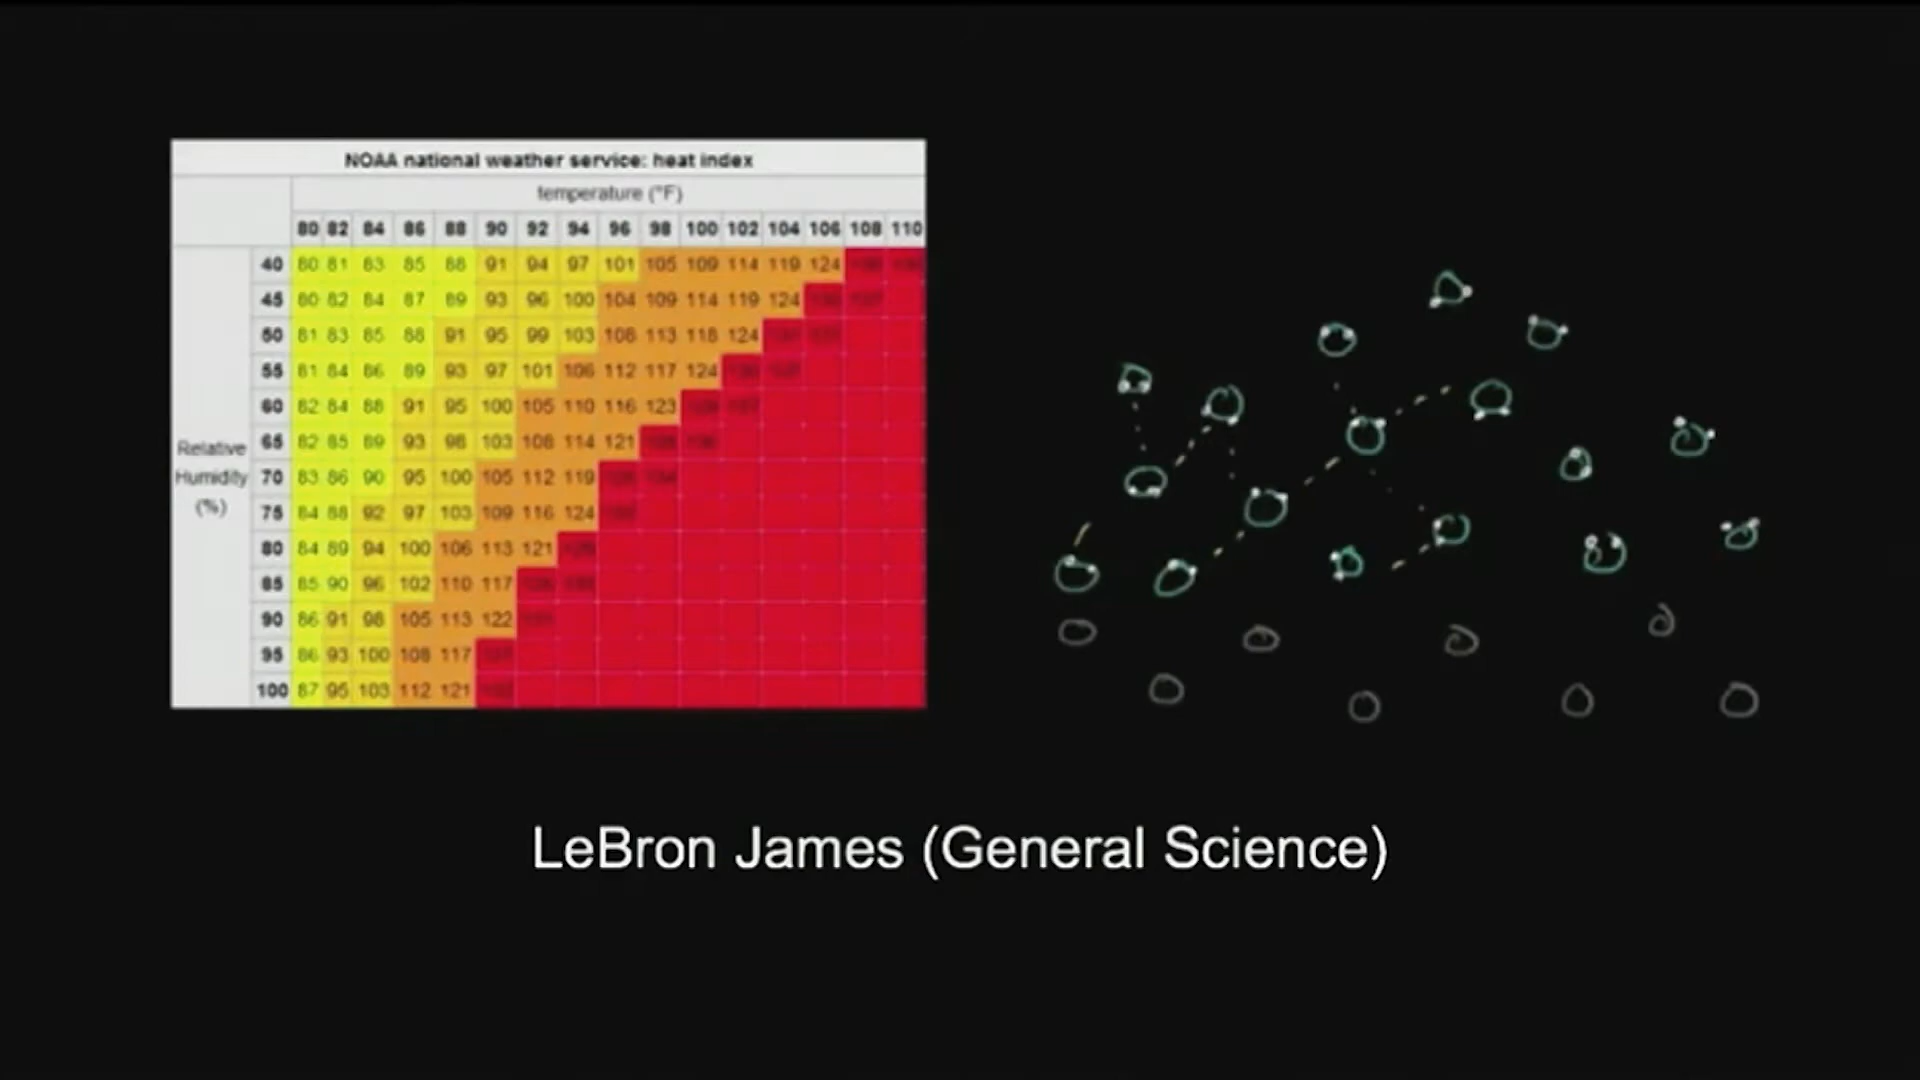 NOAA national weather service: heat index
temperature (°F)
80 82 84 86 88 90 92 94 96 98 100 102 104 106 108 110
Relative
Humidity
(%)
40 80 81 83 85 88 91 94 97 101 105 109 114 119 124
45 80 82 84 87 89 93 96 100 104 109 114 119 124
50 81 83 85 88 91 95 99 103 108 113 118 124
55 81 84 86 89 93 97 101 106 112 117 124
60 82 84 88 91 95 100 105 110 116 123
65 82 85 89 93 98 103 108 114 121
70 83 86 90 95 100 105 112 119
75 84 88 92 97 103 109 116 124
80 84 89 94 100 106 113 121
85 85 90 96 102 110 117
90 86 91 98 105 113 122
95 86 93 100 108 117
100 87 95 103 112 121
LeBron James (General Science)